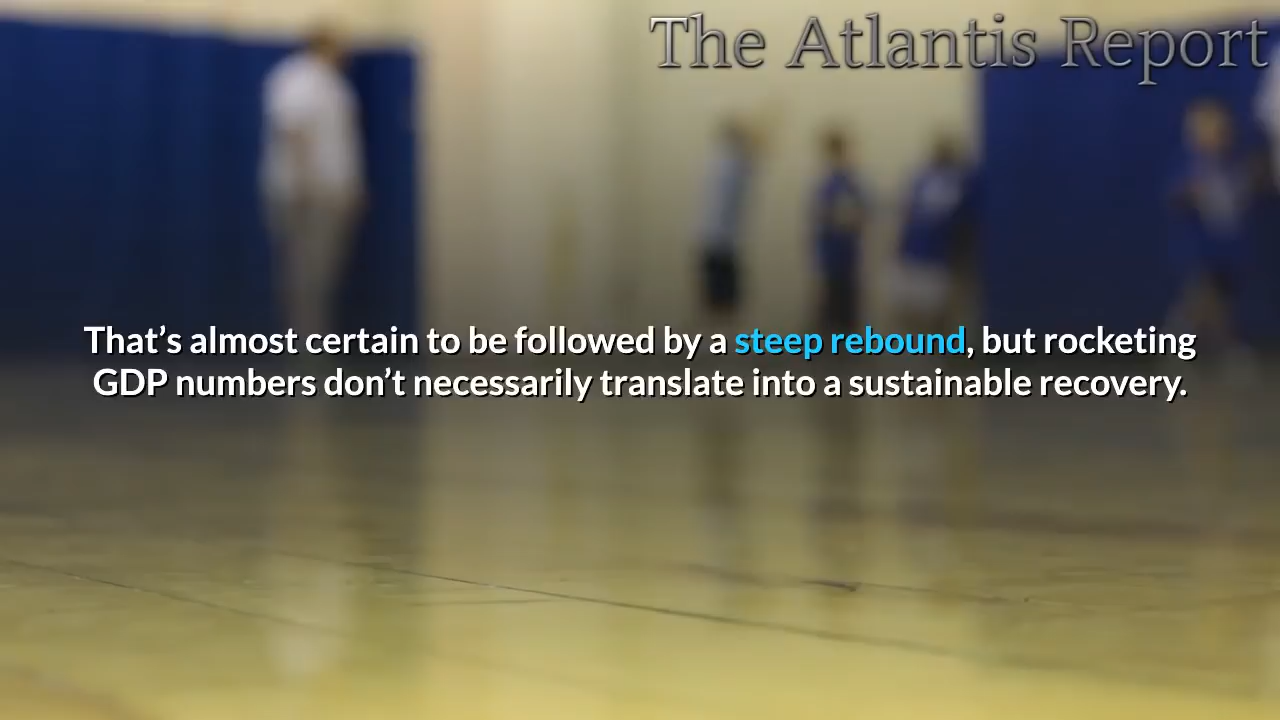 The Atlantis Report
That’s almost certain to be followed by a steep rebound, but rocketing
GDP numbers don’t necessarily translate into a sustainable recovery.